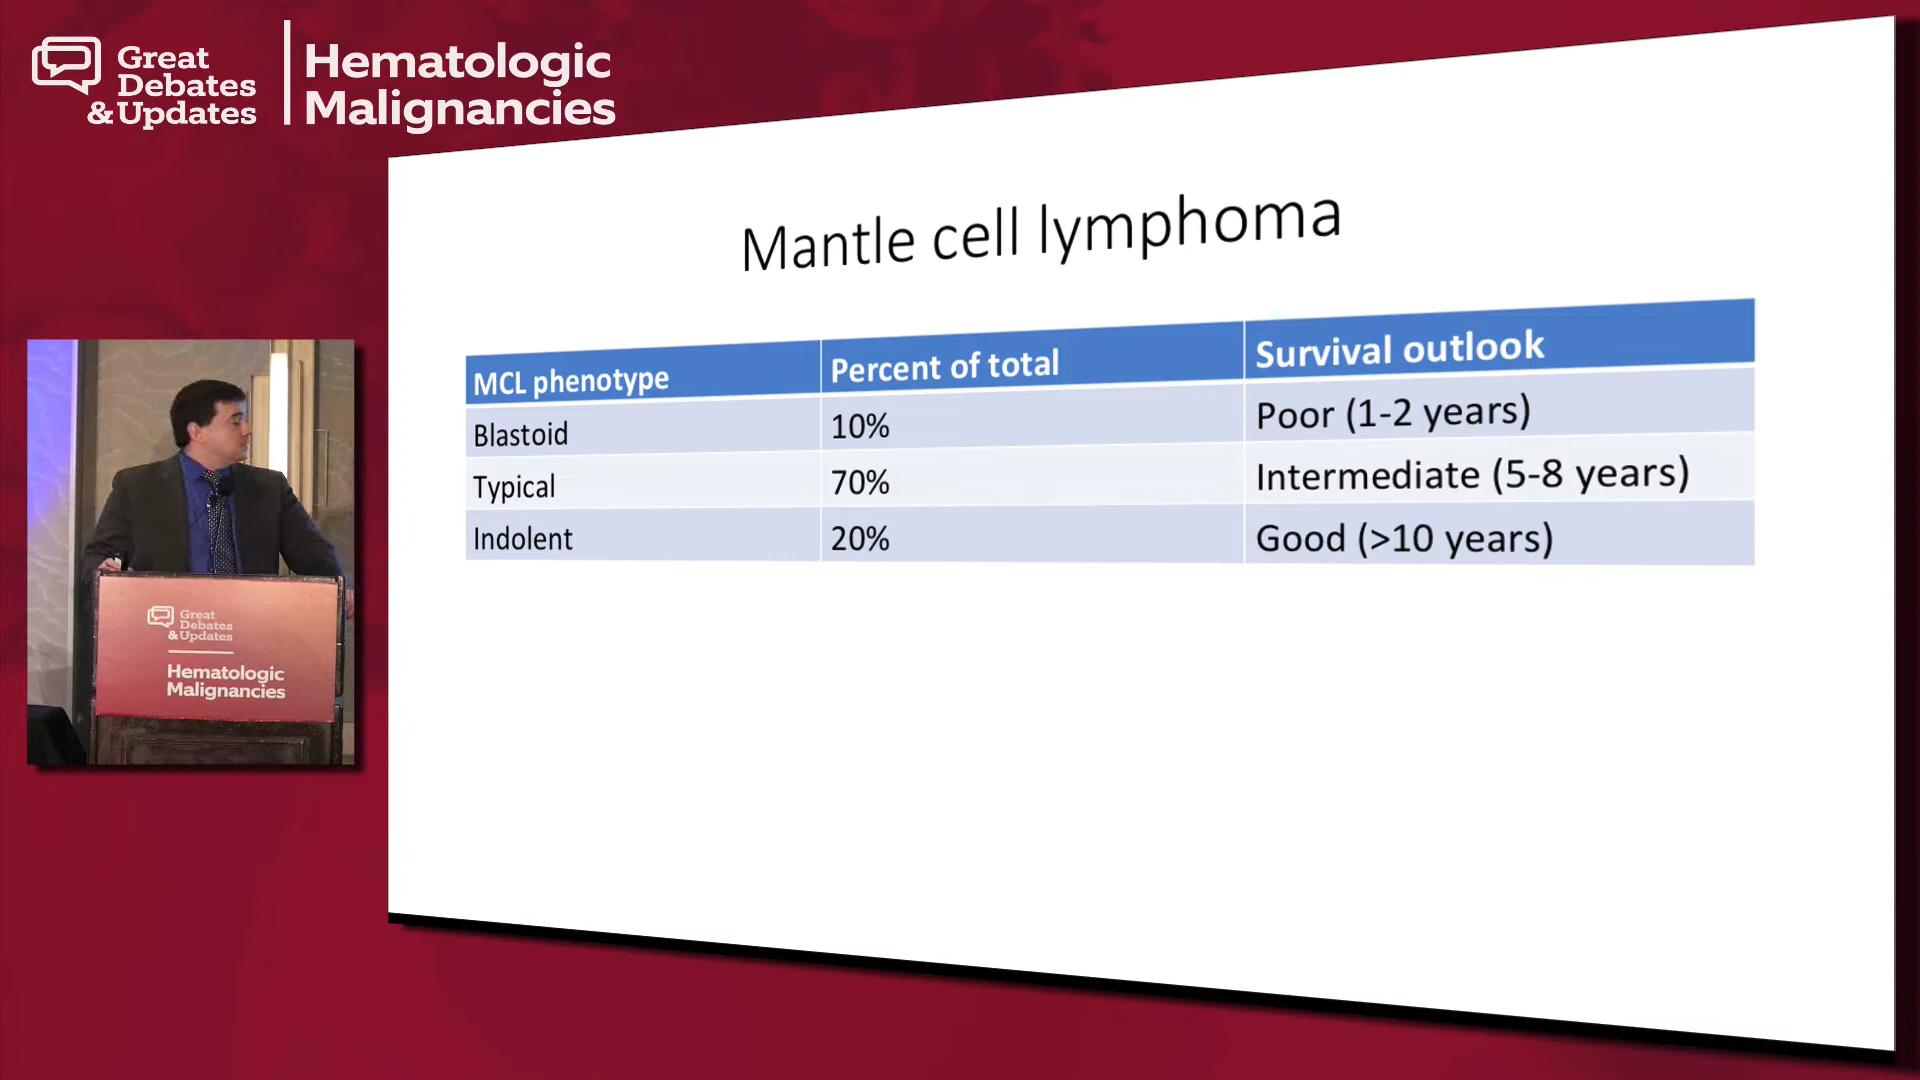 Great
Debates
& Updates
Hematologic
Malignancies
Mantle cell lymphoma
MCL phenotype Percent of total Survival outlook
Blastoid 10% Poor (1-2 years)
Typical 70% Intermediate (5-8 years)
Indolent 20% Good (>10 years)
Great
Debates
& Updates
Hematologic
Malignancies